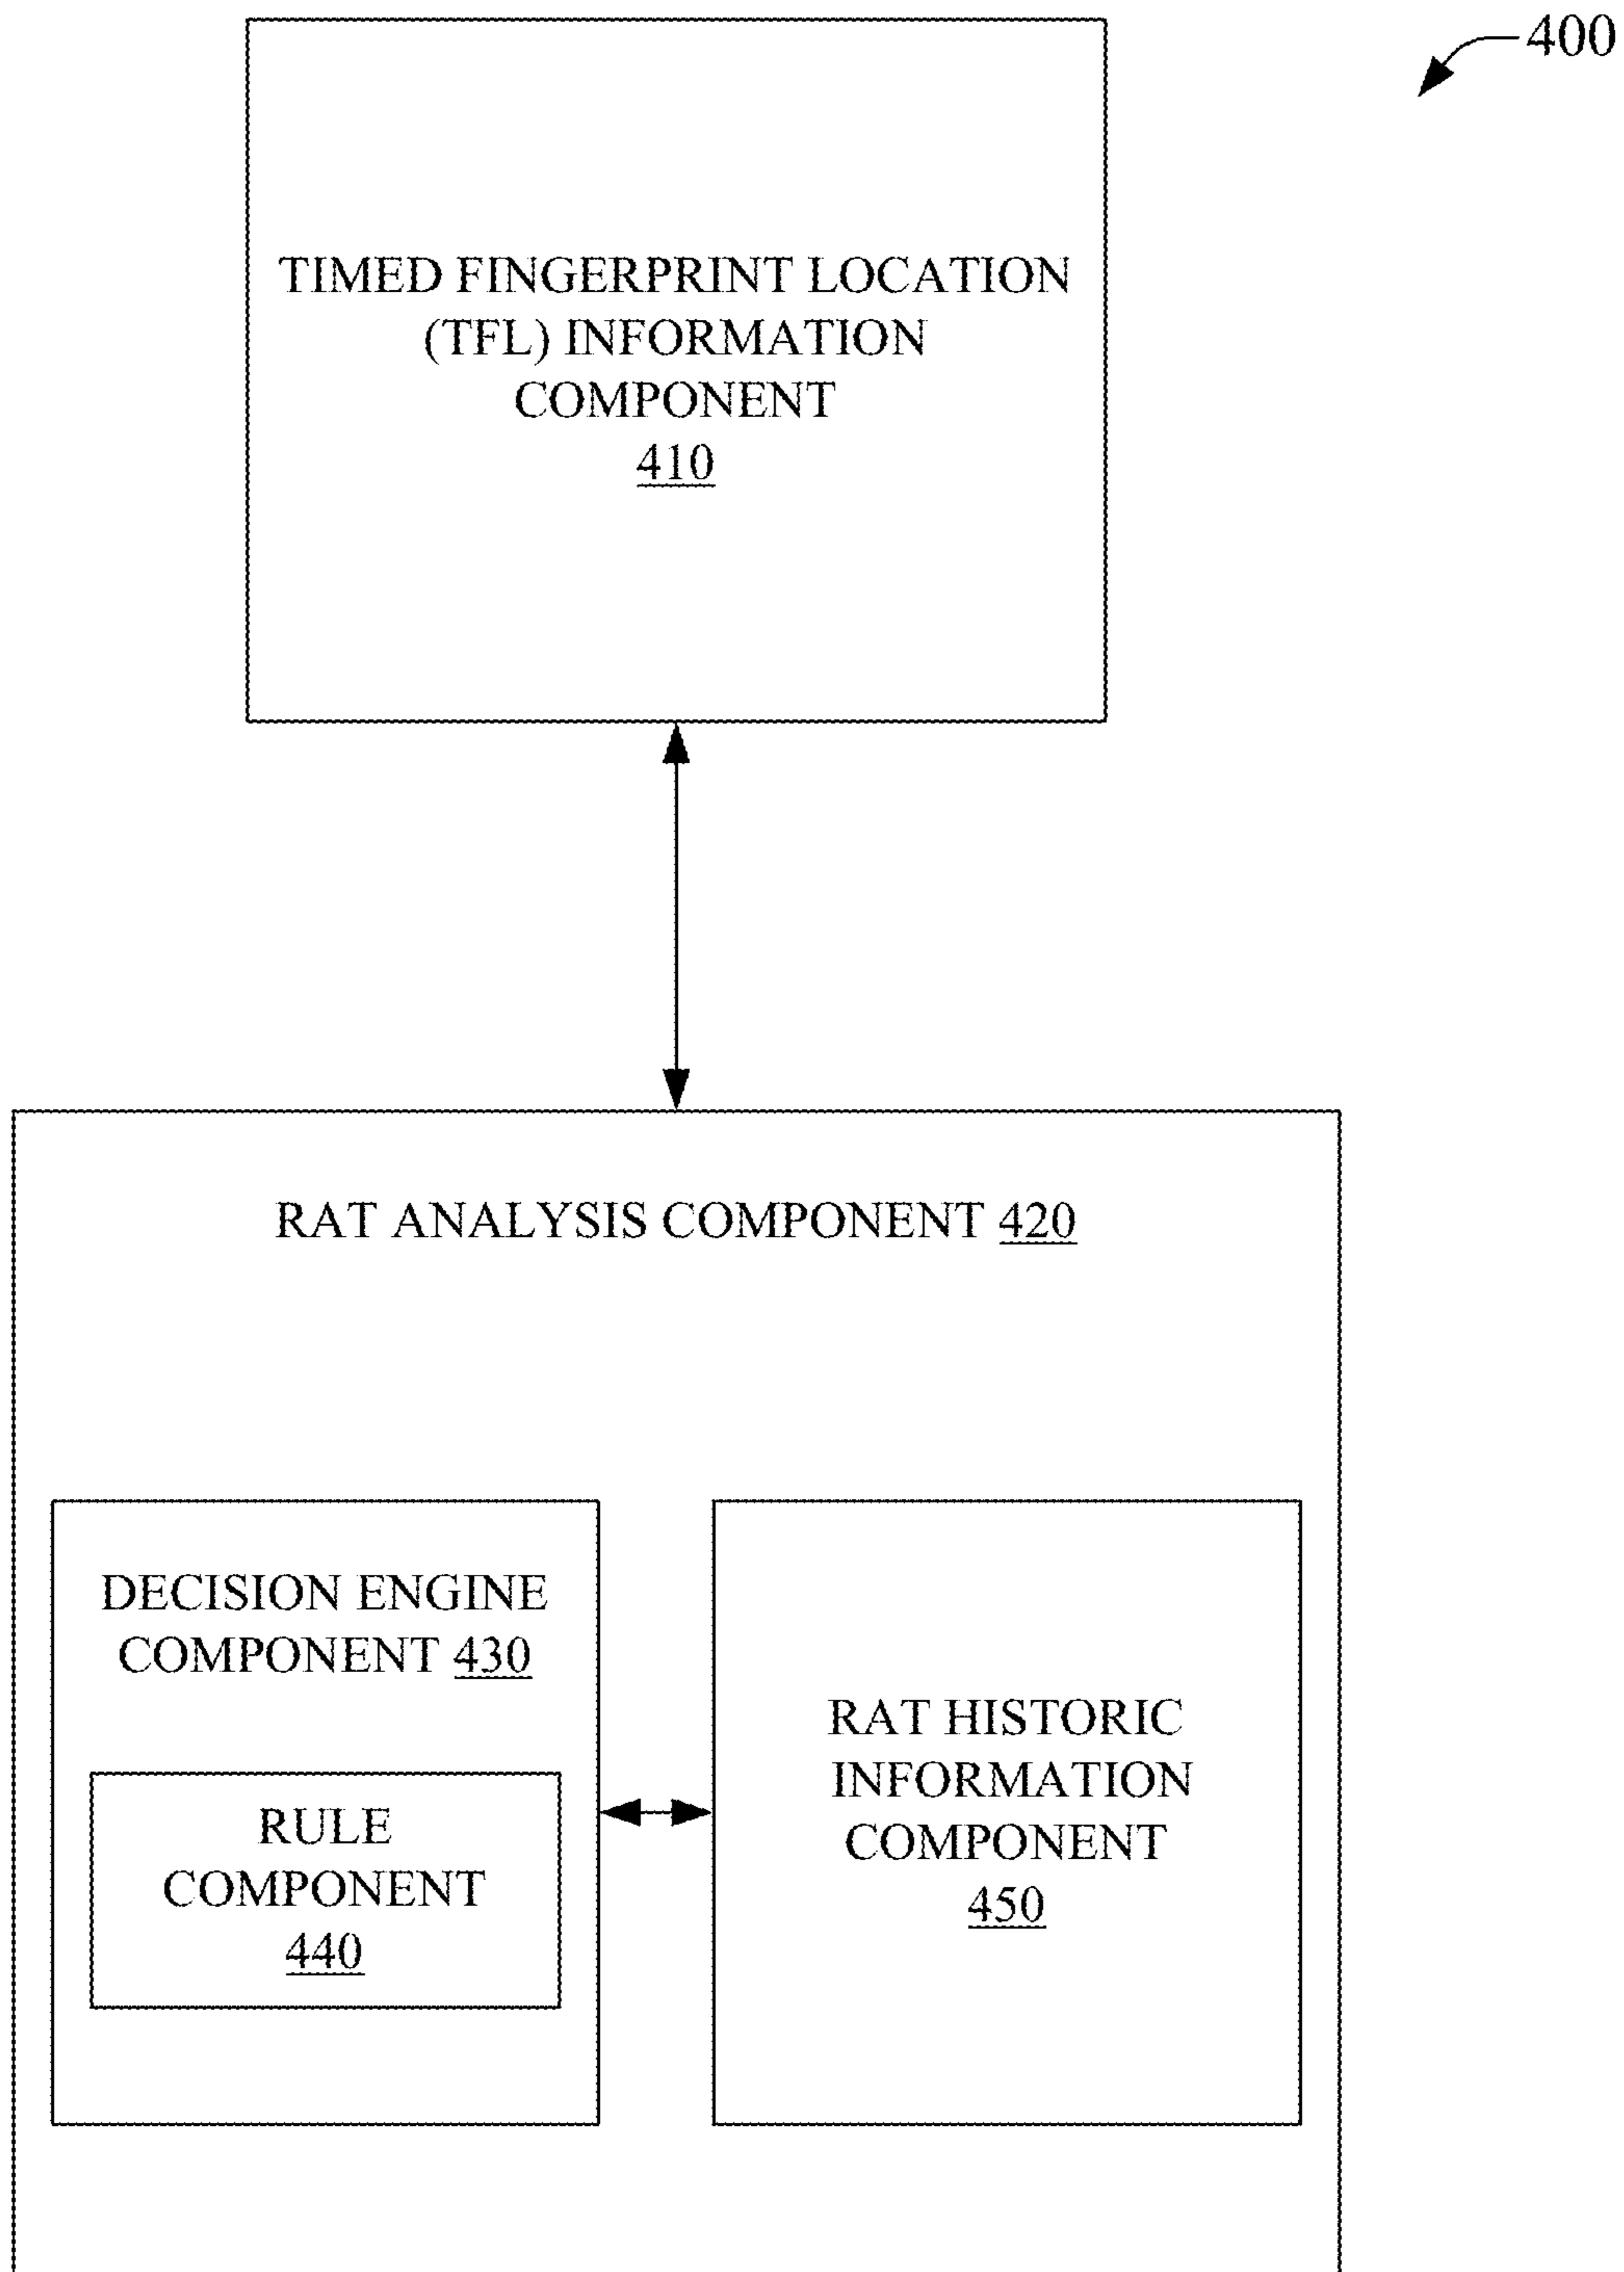 400
TIMED FINGERPRINT LOCATION
(TFL) INFORMATION
COMPONENT
410
RAT ANALYSIS COMPONENT 420
DECISION ENGINE
COMPONENT 430
RULE
COMPONENT
440
RAT HISTORIC
INFORMATION
COMPONENT
450